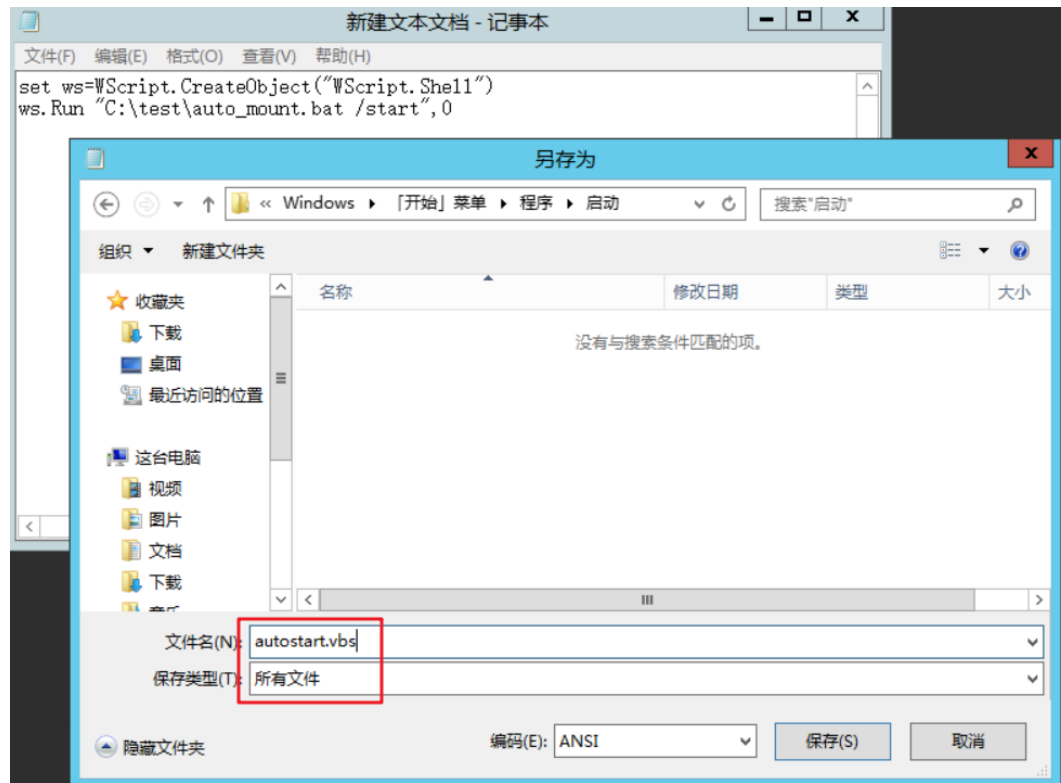 新建文本文档 - 记事本
文件(F) 编辑(E) 格式(O) 查看(V) 帮助(H)
set ws=WScript.CreateObject("WScript.Shell")
ws.Run "C:\test\auto_mount.bat /start",0
另存为
« Windows ▸ 「开始」菜单 ▸ 程序 ▸ 启动
搜索"启动"
组织 新建文件夹
名称 修改日期 类型 大小
没有与搜索条件匹配的项。
收藏夹
下载
桌面
最近访问的位置
这台电脑
视频
图片
文档
下载
文件名(N): autostart.vbs
保存类型(T): 所有文件
隐藏文件夹 编码(E): ANSI 保存(S) 取消